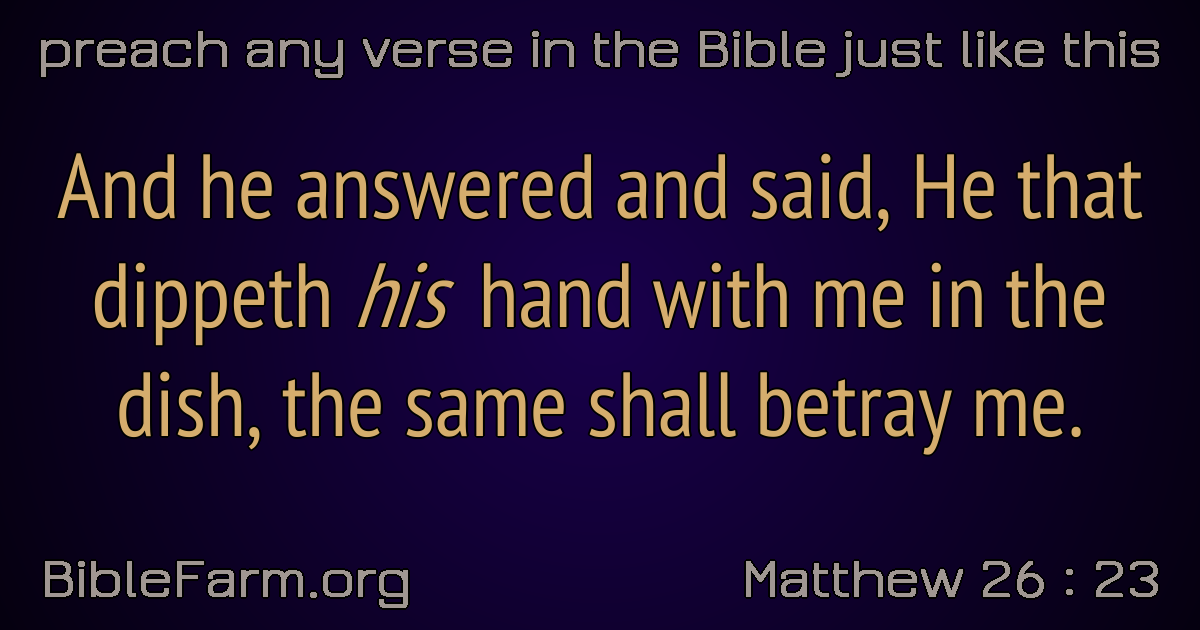 preach any verse in the Bible just like this
And he answered and said, He that
dippeth his hand with me in the
dish, the same shall betray me.
BibleFarm.org
Matthew 26 : 23